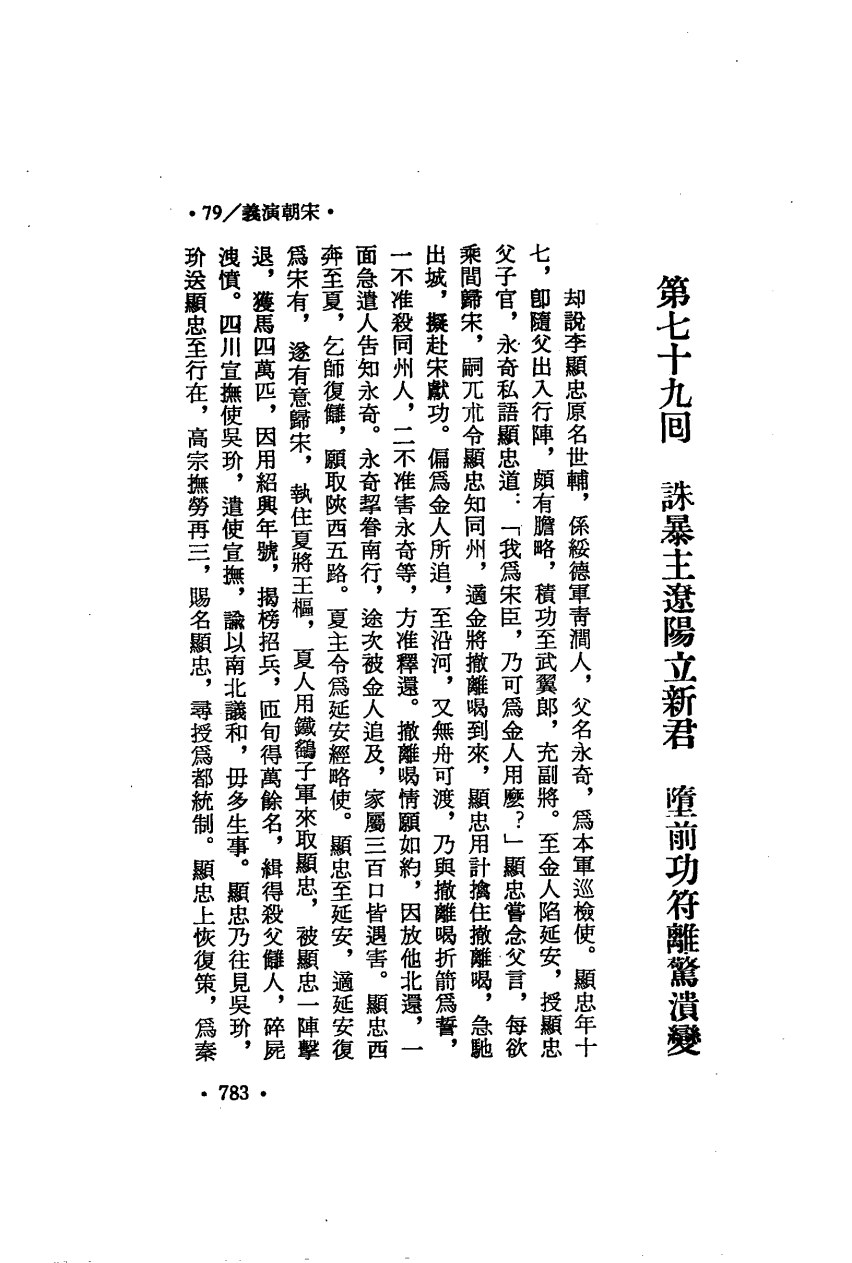 第七十九回　誅暴主遼陽立新君　墮前功符離驚潰變
却說李顯忠原名世輔，係綏德軍青澗人，父名永奇，爲本軍巡檢使。顯忠年十
七，卽隨父出入行陣，頗有膽略，積功至武翼郎，充副將。至金人陷延安，授顯忠
父子官，永奇私語顯忠道：「我爲宋臣，乃可爲金人用麼？」顯忠嘗念父言，每欲
乘間歸宋，嗣兀朮令顯忠知同州，適金將撤離喝到來，顯忠用計擒住撤離喝，急馳
出城，擬赴宋獻功。偏爲金人所追，至沿河，又無舟可渡，乃與撤離喝折箭爲誓，
一不准殺同州人，二不准害永奇等，方准釋還。撤離喝情願如約，因放他北還，一
面急遣人告知永奇。永奇挈眷南行，途次被金人追及，家屬三百口皆遇害。顯忠西
奔至夏，乞師復讎，願取陝西五路。夏主令爲延安經略使。顯忠至延安，適延安復
爲宋有，遂有意歸宋，執住夏將王樞，夏人用鐵鷂子軍來取顯忠，被顯忠一陣擊
退，獲馬四萬匹，因用紹興年號，揭榜招兵，匝旬得萬餘名，緝得殺父讎人，碎屍
洩憤。四川宣撫使吳玠，遣使宣撫，諭以南北議和，毋多生事。顯忠乃往見吳玠，
玠送顯忠至行在，高宗撫勞再三，賜名顯忠，尋授爲都統制。顯忠上恢復策，爲秦
•79／義演朝宋•
•783•